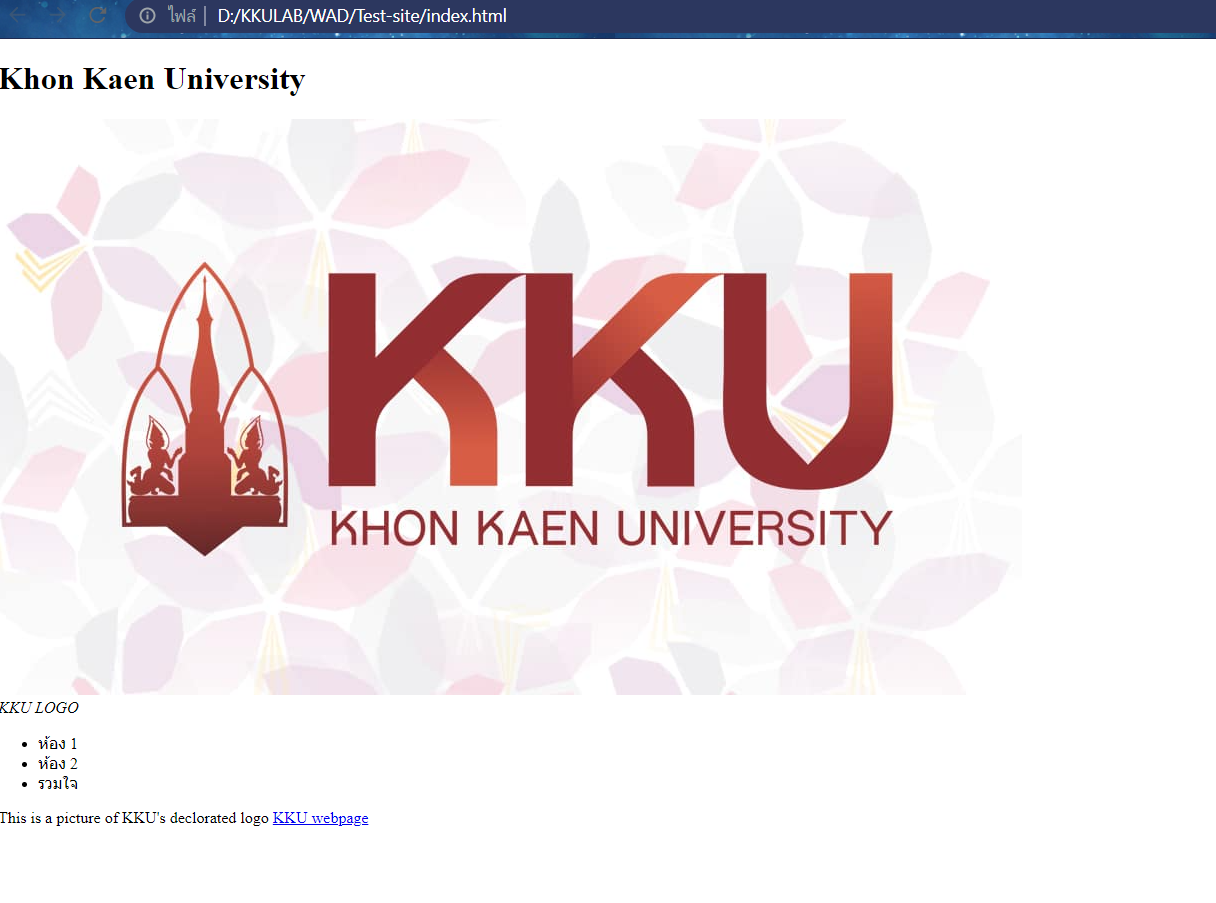 ไฟล์ | D:/KKULAB/WAD/Test-site/index.html
Khon Kaen University
KKU
KHON KAEN UNIVERSITY
KKU LOGO
• ห้อง 1
• ห้อง 2
• รวมใจ
This is a picture of KKU's declorated logo KKU webpage